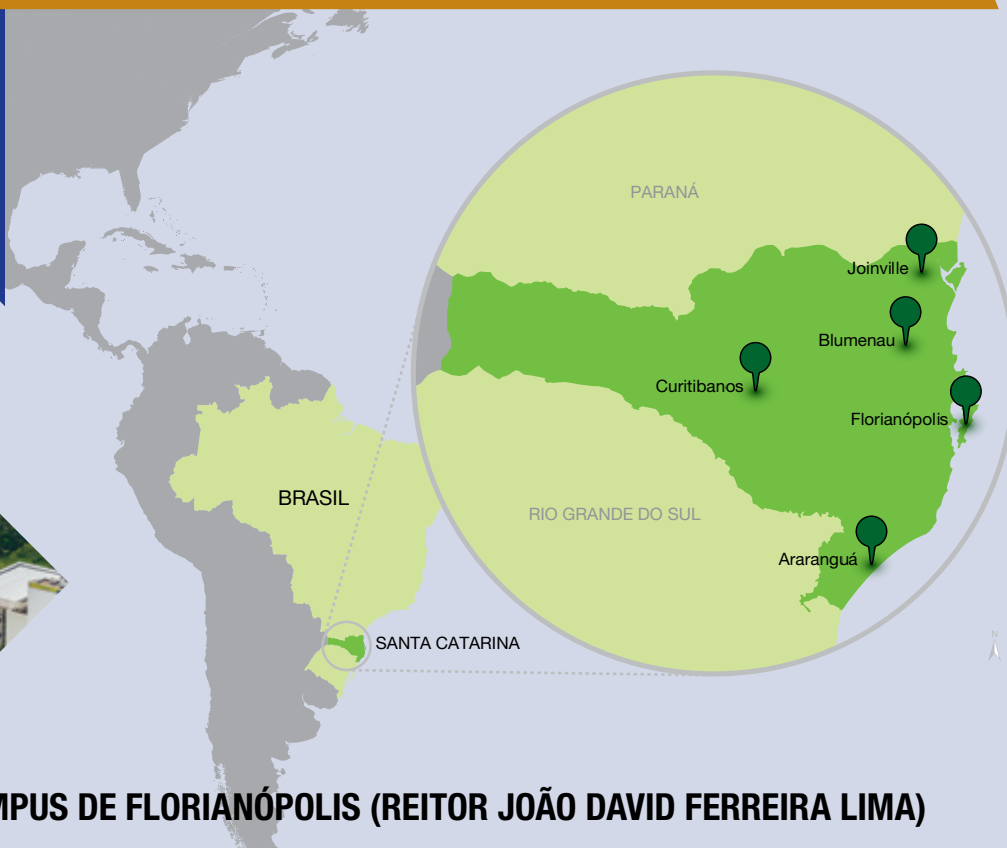 PARANÁ
Joinville
Blumenau
Curitibanos
Florianópolis
BRASIL
RIO GRANDE DO SUL
Araranguá
SANTA CATARINA
N
MPUS DE FLORIANÓPOLIS (REITOR JOÃO DAVID FERREIRA LIMA)